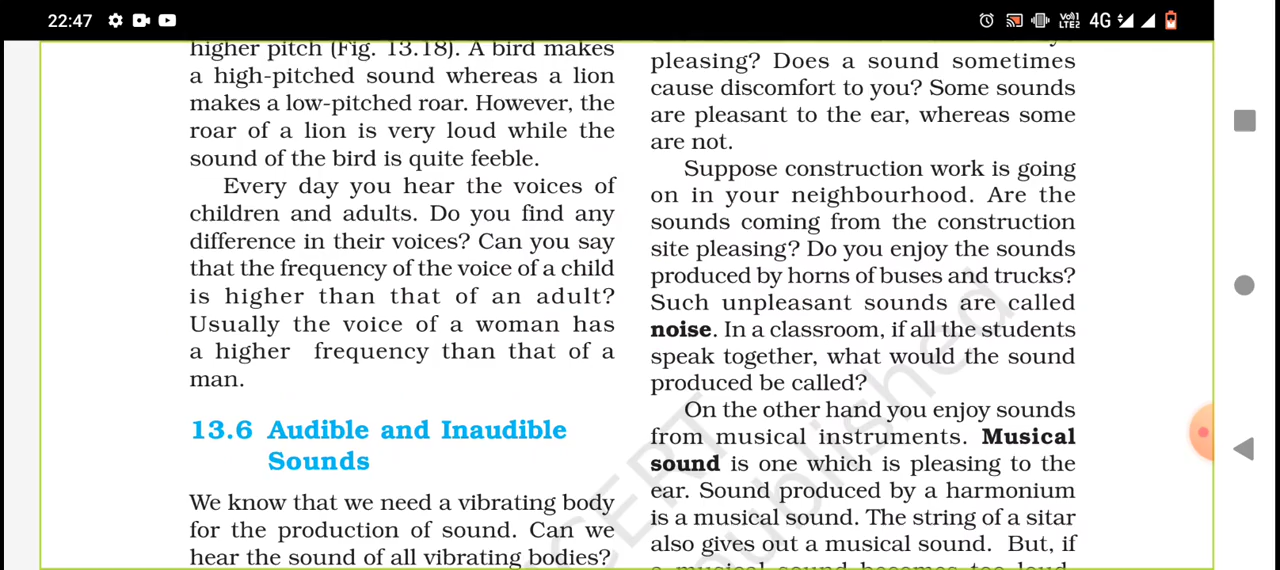 22:47
Vo))1
LTE2
4G
higher pitch (Fig. 13.18). A bird makes
a high-pitched sound whereas a lion
makes a low-pitched roar. However, the
roar of a lion is very loud while the
sound of the bird is quite feeble.
Every day you hear the voices of
children and adults. Do you find any
difference in their voices? Can you say
that the frequency of the voice of a child
is higher than that of an adult?
Usually the voice of a woman has
a higher frequency than that of a
man.
13.6 Audible and Inaudible
Sounds
We know that we need a vibrating body
for the production of sound. Can we
hear the sound of all vibrating bodies?
pleasing? Does a sound sometimes
cause discomfort to you? Some sounds
are pleasant to the ear, whereas some
are not.
Suppose construction work is going
on in your neighbourhood. Are the
sounds coming from the construction
site pleasing? Do you enjoy the sounds
produced by horns of buses and trucks?
Such unpleasant sounds are called
noise. In a classroom, if all the students
speak together, what would the sound
produced be called?
On the other hand you enjoy sounds
from musical instruments. Musical
sound is one which is pleasing to the
ear. Sound produced by a harmonium
is a musical sound. The string of a sitar
also gives out a musical sound. But, if
a musical sound becomes too loud,